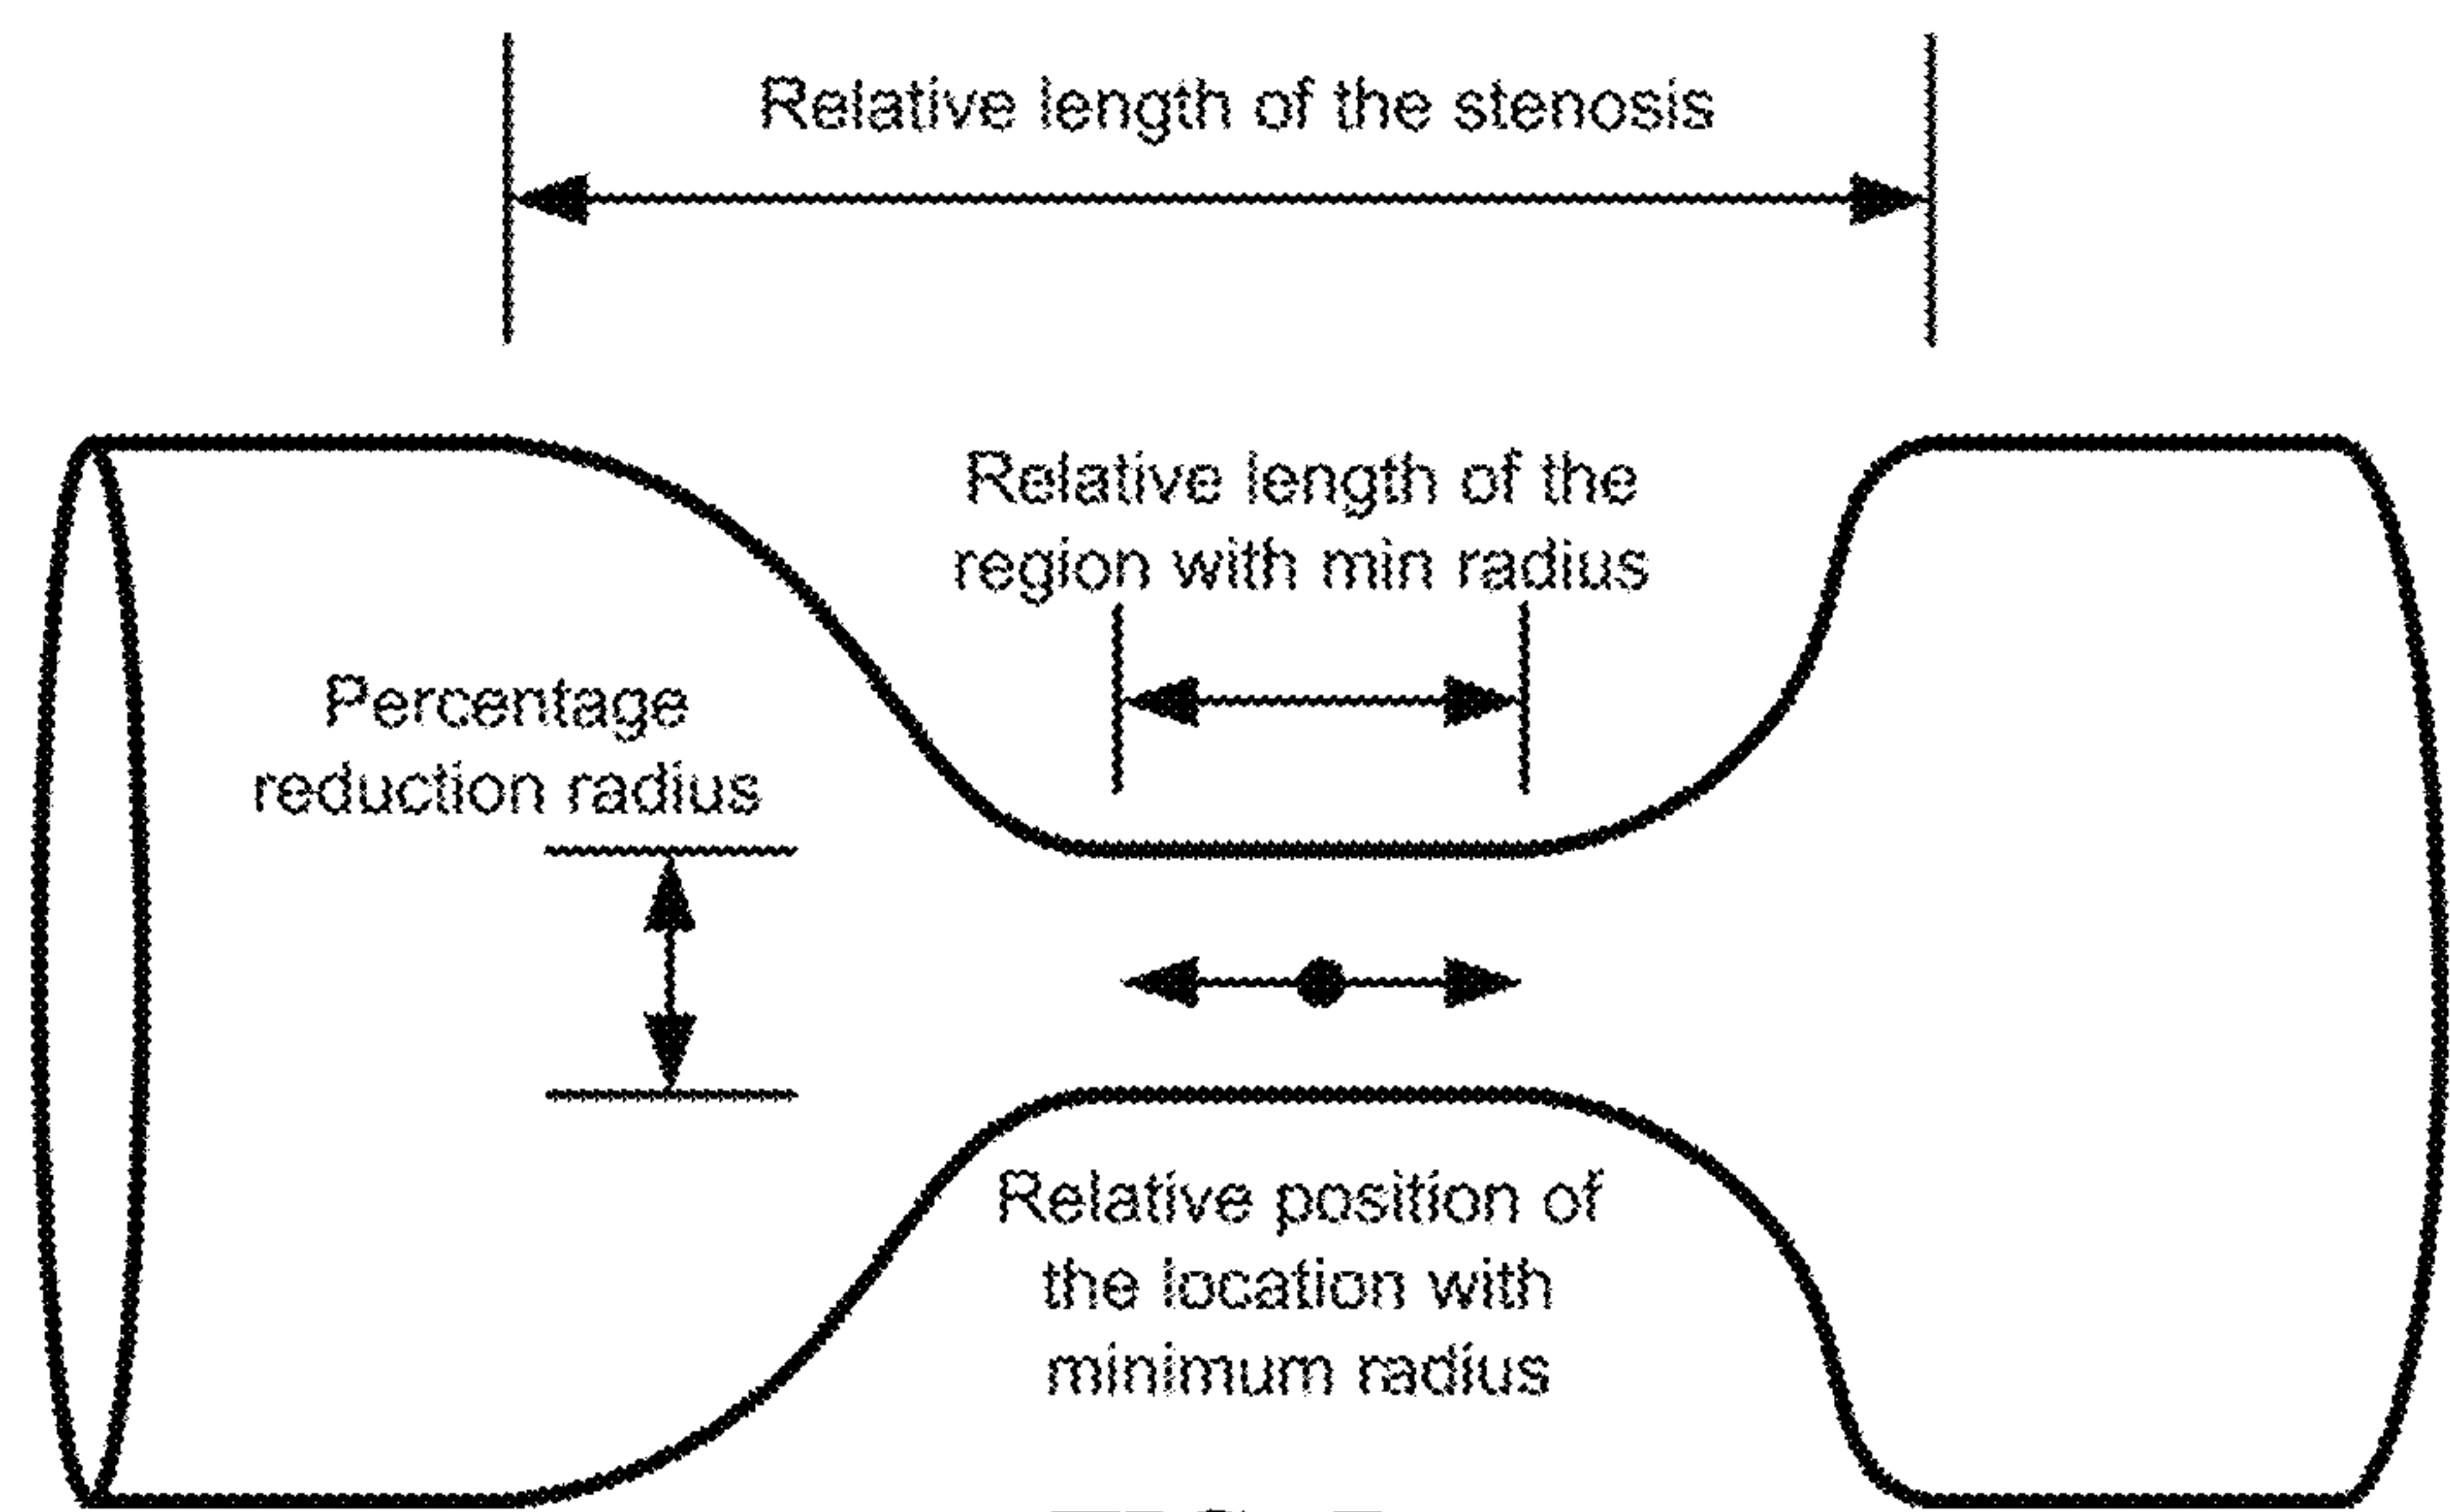 Relative length of the stenosis
Relative length of the
region with min radius
Percentage
reduction radius
Relative position of
the location with
minimum radius